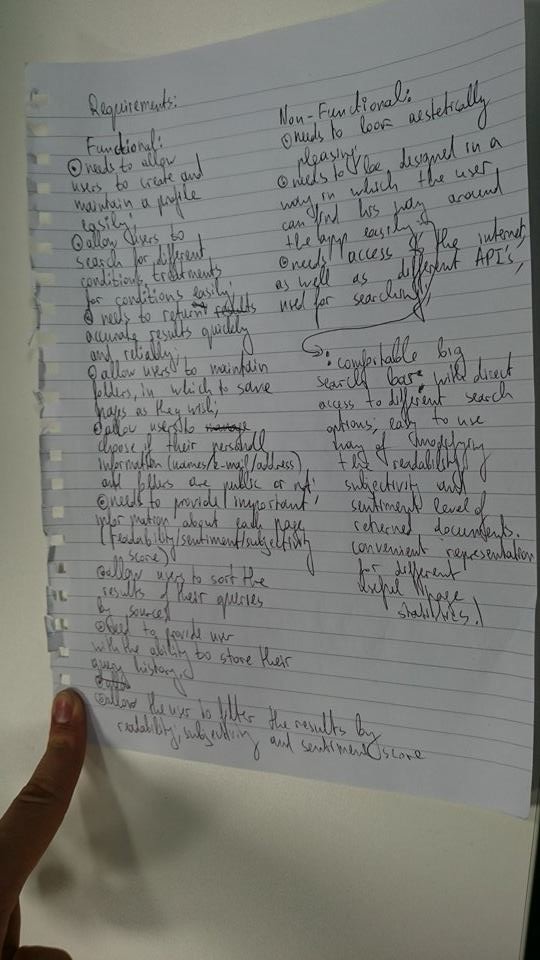 Requirements:
Functional:
needs to allow
users to create and
maintain a profile
easily;
allow users to
search for different
conditions, treatments
for conditions easily;
needs to return results
accurate results quickly
and reliably;
allow users to maintain
folders, in which to save
pages as they wish;
allow users to manage
choose if their personal
information (names/e-mail/address)
and folders are public or not;
needs to provide important
information about each page
(readability/sentiment/subjectivity
score)
allow users to sort the
results of their queries
by sources
need to provide user
with the ability to store their
query history.
allow the user to filter the results by
readability, subjectivity and sentiment score
Non-Functional:
needs to look aestetically
pleasing;
needs to be designed in a
way in which the user
can find his way around
the app easily;
needs access to the internet,
as well as different API's,
used for searching;
: comfortable big
search bar with direct
access to different search
options; easy to use
way of modefying
the readability
subjectivity and
sentiment level of
returned documents.
convenient representation
for different
useful page